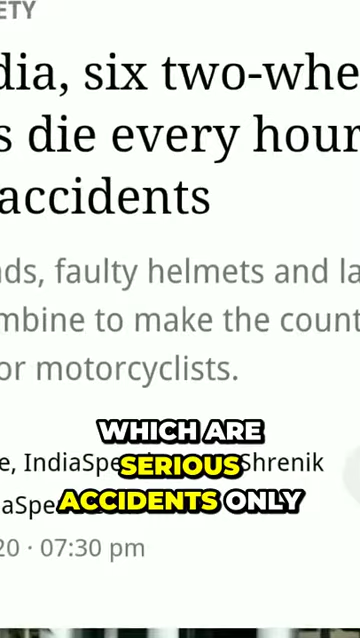 ETY
dia, six two-whe
s die every hour
accidents
ads, faulty helmets and la
mbine to make the count
or motorcyclists.
WHICH ARE
e, IndiaSpe Shrenik
SERIOUS
aSpe
ACCIDENTS ONLY
20 · 07:30 pm